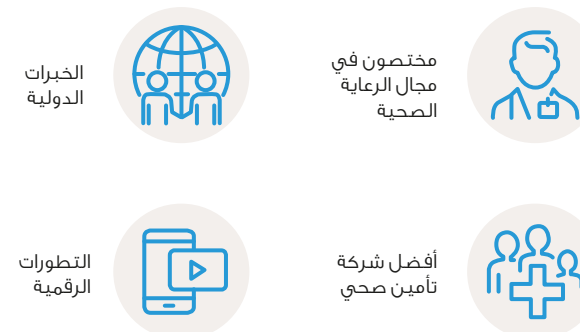 مختصون في
مجال الرعاية
الصحية
الخبرات
الدولية
أفضل شركة
تأمين صحي
التطورات
الرقمية